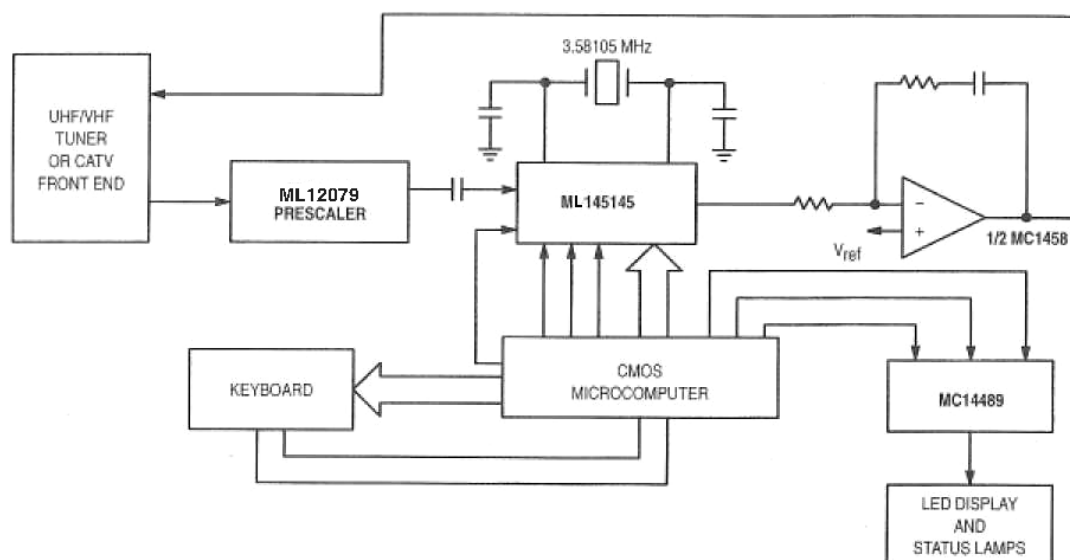 3.58105 MHz
UHF/VHF
TUNER
OR CATV
FRONT END
ML12079
PRESCALER
ML145145
−
+
V_ref
1/2 MC1458
KEYBOARD
CMOS
MICROCOMPUTER
MC14489
LED DISPLAY
AND
STATUS LAMPS